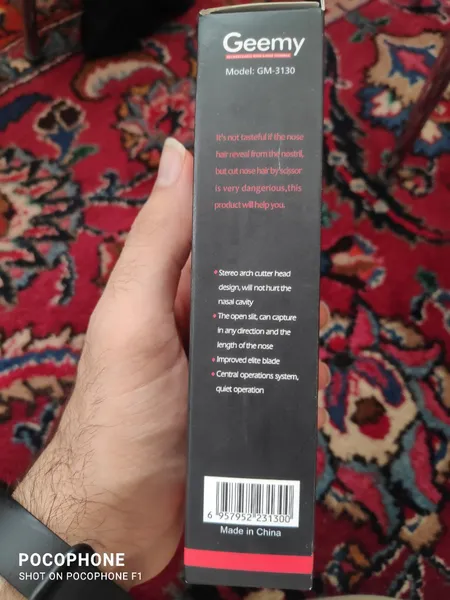 Geemy
Model: GM-3130
It's not tasteful if the nose
hair reveal from the nostril,
but cut nose hair by scissor
is very dangerous,this
product will help you.
• Stereo arch cutter head
design, will not hurt the
nasal cavity
• The open slit, can capture
in any direction and the
length of the nose
• Improved elite blade
• Central operations system,
quiet operation
6 957952 231300
Made in China
POCOPHONE
SHOT ON POCOPHONE F1